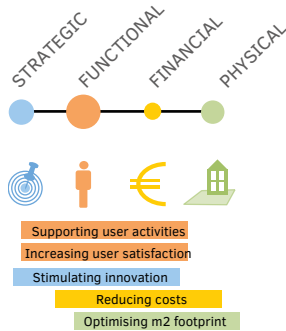 STRATEGIC
FUNCTIONAL
FINANCIAL
PHYSICAL
Supporting user activities
Increasing user satisfaction
Stimulating innovation
Reducing costs
Optimising m2 footprint